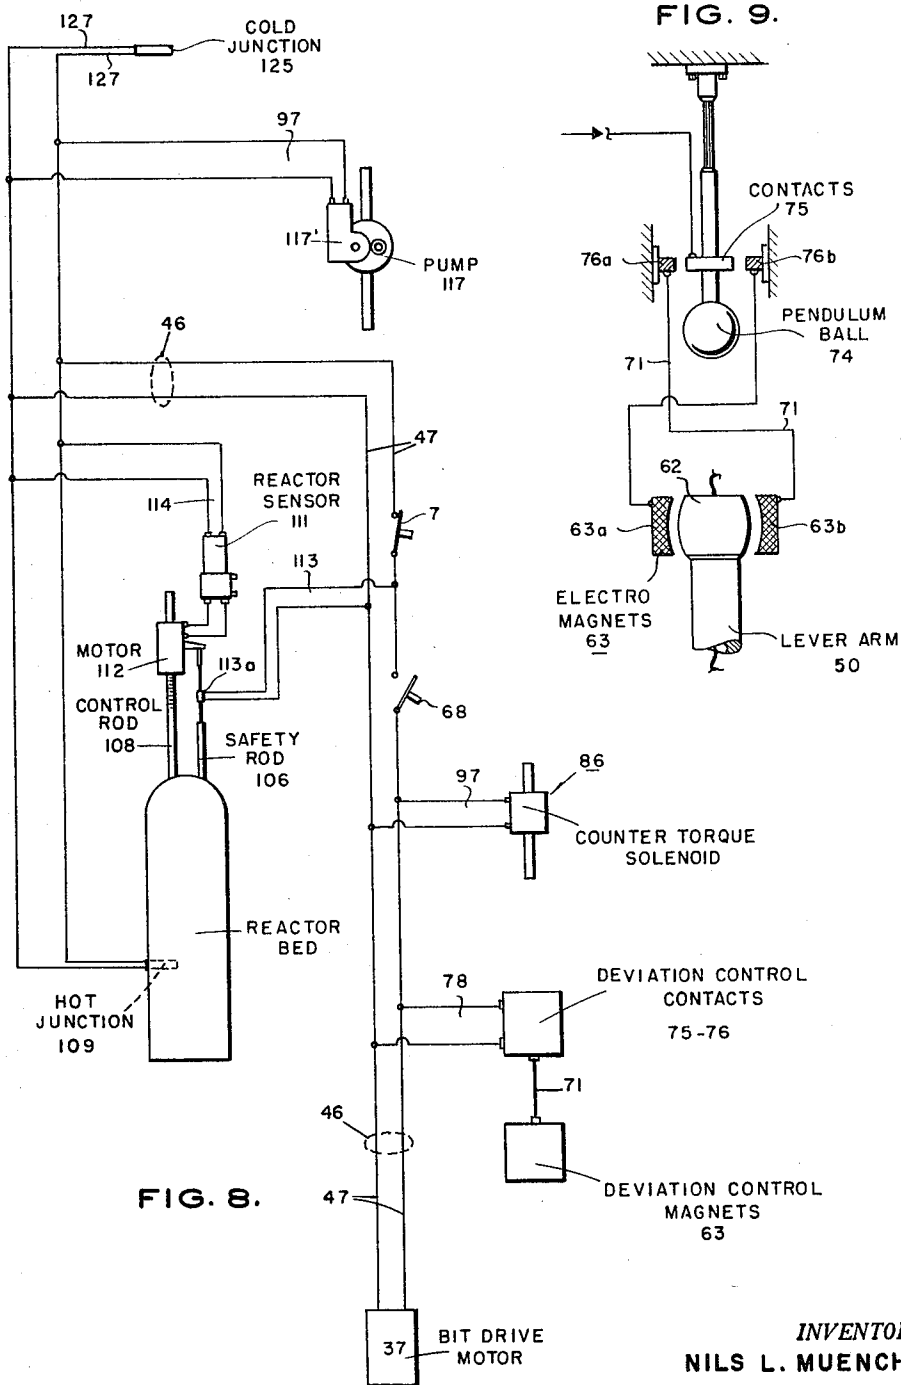 FIG. 9.
127
127
COLD
JUNCTION
125
97
117'
PUMP
117
CONTACTS
75
76a
76b
PENDULUM
BALL
74
71
71
46
47
REACTOR
SENSOR
111
114
7
62
63a
63b
113
ELECTRO
MAGNETS
63
LEVER ARM
50
MOTOR
112
113a
CONTROL
ROD
108
SAFETY
ROD
106
68
97
86
COUNTER TORQUE
SOLENOID
REACTOR
BED
HOT
JUNCTION
109
78
DEVIATION CONTROL
CONTACTS
75-76
71
46
FIG. 8.
47
DEVIATION CONTROL
MAGNETS
63
37
BIT DRIVE
MOTOR
INVENTO
NILS L. MUENCH